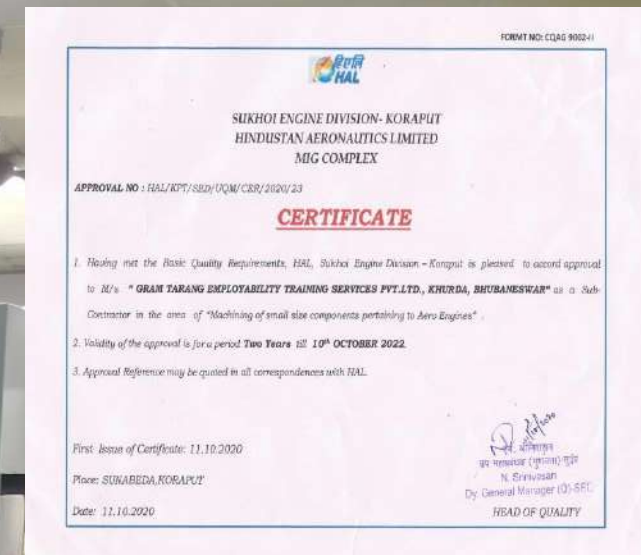 FORMT NO: CQAG 9002-II
हिएलि
HAL
SUKHOI ENGINE DIVISION- KORAPUT
HINDUSTAN AERONAUTICS LIMITED
MIG COMPLEX
APPROVAL NO : HAL/KPT/SED/UQM/CER/2020/23
CERTIFICATE
1. Having met the Basic Quality Requirements, HAL, Sukhoi Engine Division – Koraput is pleased to accord approval
to M/s " GRAM TARANG EMPLOYABILITY TRAINING SERVICES PVT.LTD., KHURDA, BHUBANESWAR" as a Sub-
Contractor in the area of "Machining of small size components pertaining to Aero Engines" .
2. Validity of the approval is for a period Two Years till 10th OCTOBER 2022.
3. Approval Reference may be quoted in all correspondences with HAL.
First Issue of Certificate: 11.10.2020
Place: SUNABEDA,KORAPUT
Date: 11.10.2020
उप महाप्रबंधक
N. Srinivasan
Dy. General Manager (Q)-SED
HEAD OF QUALITY